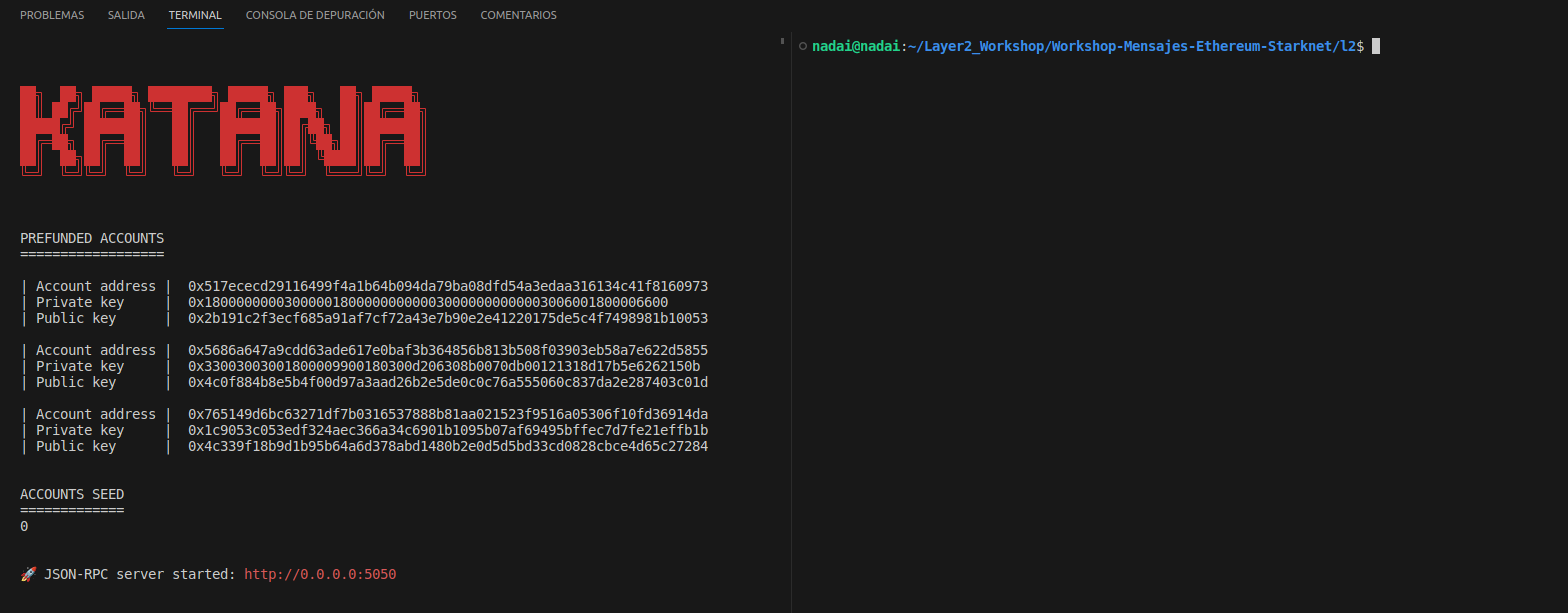 PROBLEMAS SALIDA TERMINAL CONSOLA DE DEPURACIÓN PUERTOS COMENTARIOS
KATANA
PREFUNDED ACCOUNTS
==================
| Account address | 0x517ececd29116499f4a1b64b094da79ba08dfd54a3edaa316134c41f8160973
| Private key | 0x1800000000300000180000000000030000000000003006001800006600
| Public key | 0x2b191c2f3ecf685a91af7cf72a43e7b90e2e41220175de5c4f7498981b10053
| Account address | 0x5686a647a9cdd63ade617e0baf3b364856b813b508f03903eb58a7e622d5855
| Private key | 0x33003003001800009900180300d206308b0070db00121318d17b5e6262150b
| Public key | 0x4c0f884b8e5b4f00d97a3aad26b2e5de0c0c76a555060c837da2e287403c01d
| Account address | 0x765149d6bc63271df7b0316537888b81aa021523f9516a05306f10fd36914da
| Private key | 0x1c9053c053edf324aec366a34c6901b1095b07af69495bffec7d7fe21effb1b
| Public key | 0x4c339f18b9d1b95b64a6d378abd1480b2e0d5d5bd33cd0828cbce4d65c27284
ACCOUNTS SEED
=============
0
🚀 JSON-RPC server started: http://0.0.0.0:5050
nadai@nadai:~/Layer2_Workshop/Workshop-Mensajes-Ethereum-Starknet/l2$